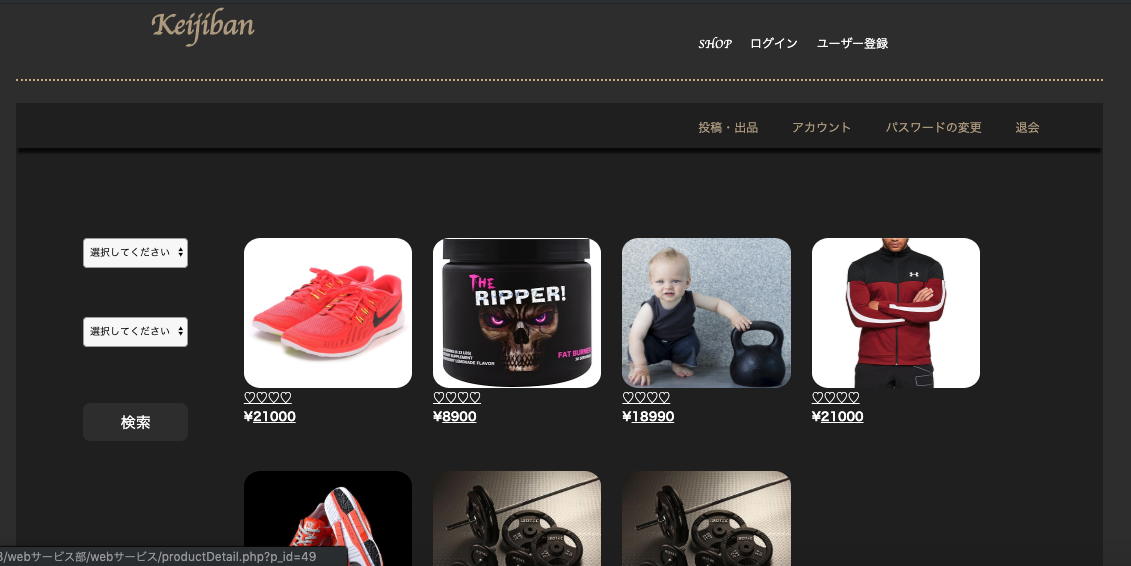 Keijiban
SHOP ログイン ユーザー登録
投稿・出品 アカウント パスワードの変更 退会
選択してください
選択してください
検索
THE
RIPPER!
FAT BURNER
♡♡♡♡
¥21000
♡♡♡♡
¥8900
♡♡♡♡
¥18990
♡♡♡♡
¥21000
/webサービス部/webサービス/productDetail.php?p_id=49